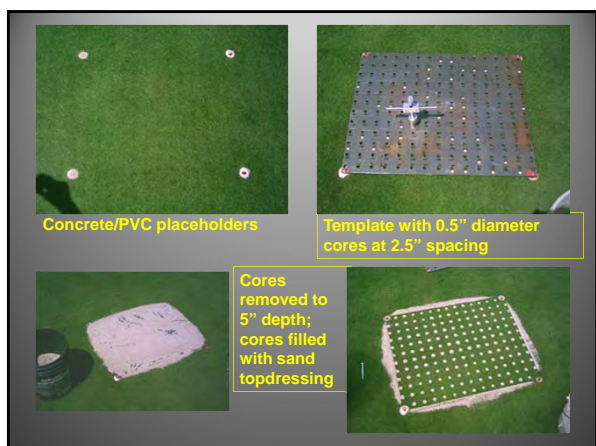 Concrete/PVC placeholders
Template with 0.5” diameter
cores at 2.5” spacing
Cores
removed to
5” depth;
cores filled
with sand
topdressing